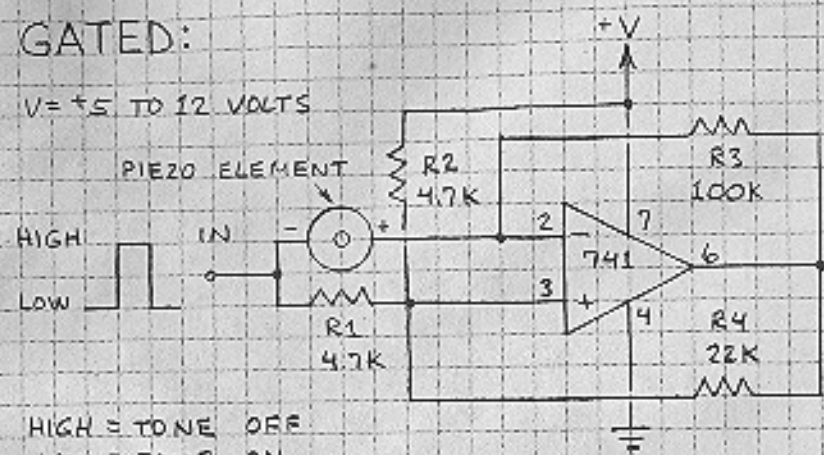 GATED:
V = +5 TO 12 VOLTS
+V
PIEZO ELEMENT
R2
4.7K
R3
100K
HIGH
IN
-
+
2
-
7
741
6
LOW
3
+
4
R1
4.7K
R4
22K
HIGH = TONE OFF